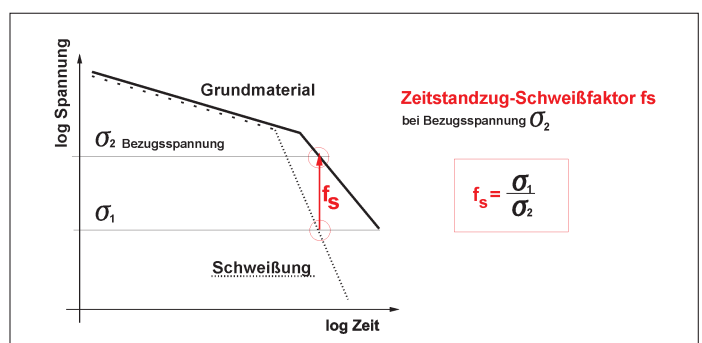 log Spannung
Grundmaterial
σ2 Bezugsspannung
σ1
fs
Schweißung
log Zeit
Zeitstandzug-Schweißfaktor fs
bei Bezugsspannung σ2
fs = σ1/σ2